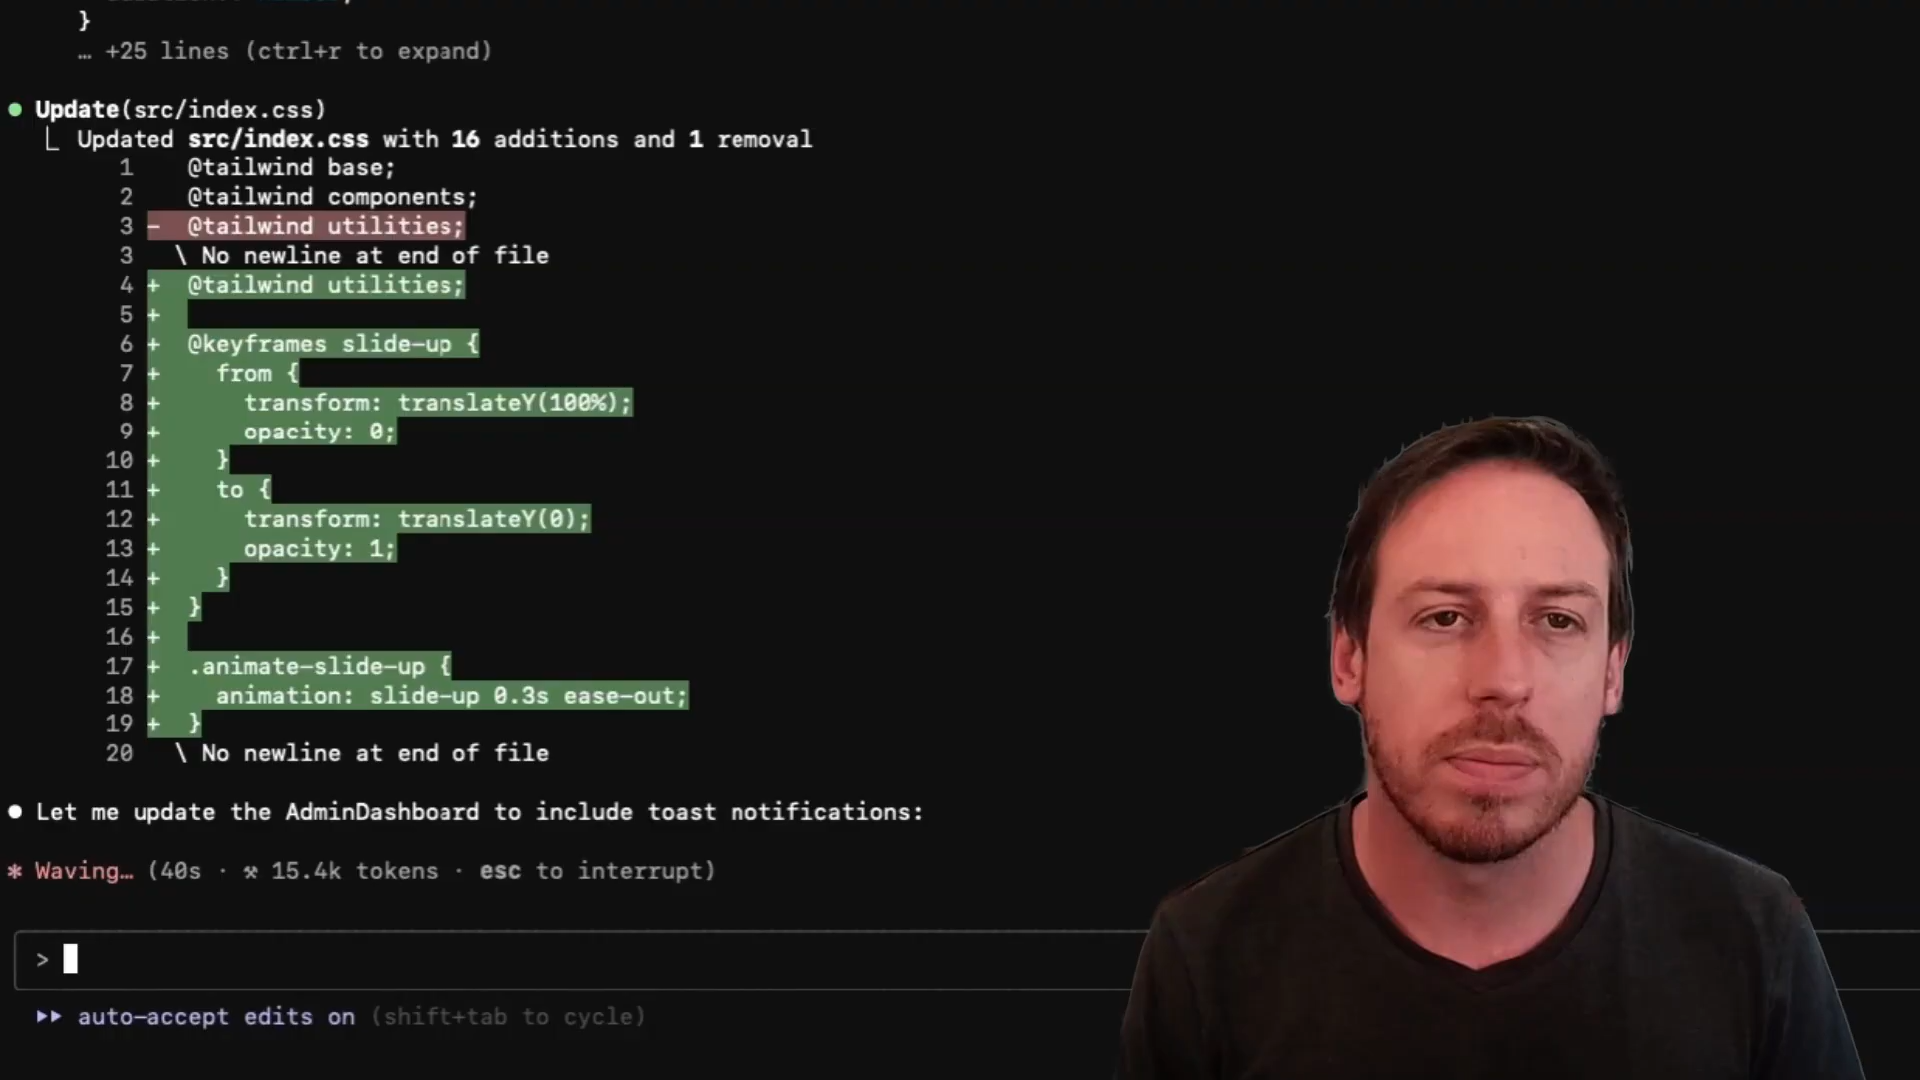 }
… +25 lines (ctrl+r to expand)
● Update(src/index.css)
⎿ Updated src/index.css with 16 additions and 1 removal
1 @tailwind base;
2 @tailwind components;
3 - @tailwind utilities;
3 \ No newline at end of file
4 + @tailwind utilities;
5 +
6 + @keyframes slide-up {
7 + from {
8 + transform: translateY(100%);
9 + opacity: 0;
10 + }
11 + to {
12 + transform: translateY(0);
13 + opacity: 1;
14 + }
15 + }
16 +
17 + .animate-slide-up {
18 + animation: slide-up 0.3s ease-out;
19 + }
20 \ No newline at end of file
● Let me update the AdminDashboard to include toast notifications:
* Waving… (40s · ⚒ 15.4k tokens · esc to interrupt)
>
⏵⏵ auto-accept edits on (shift+tab to cycle)